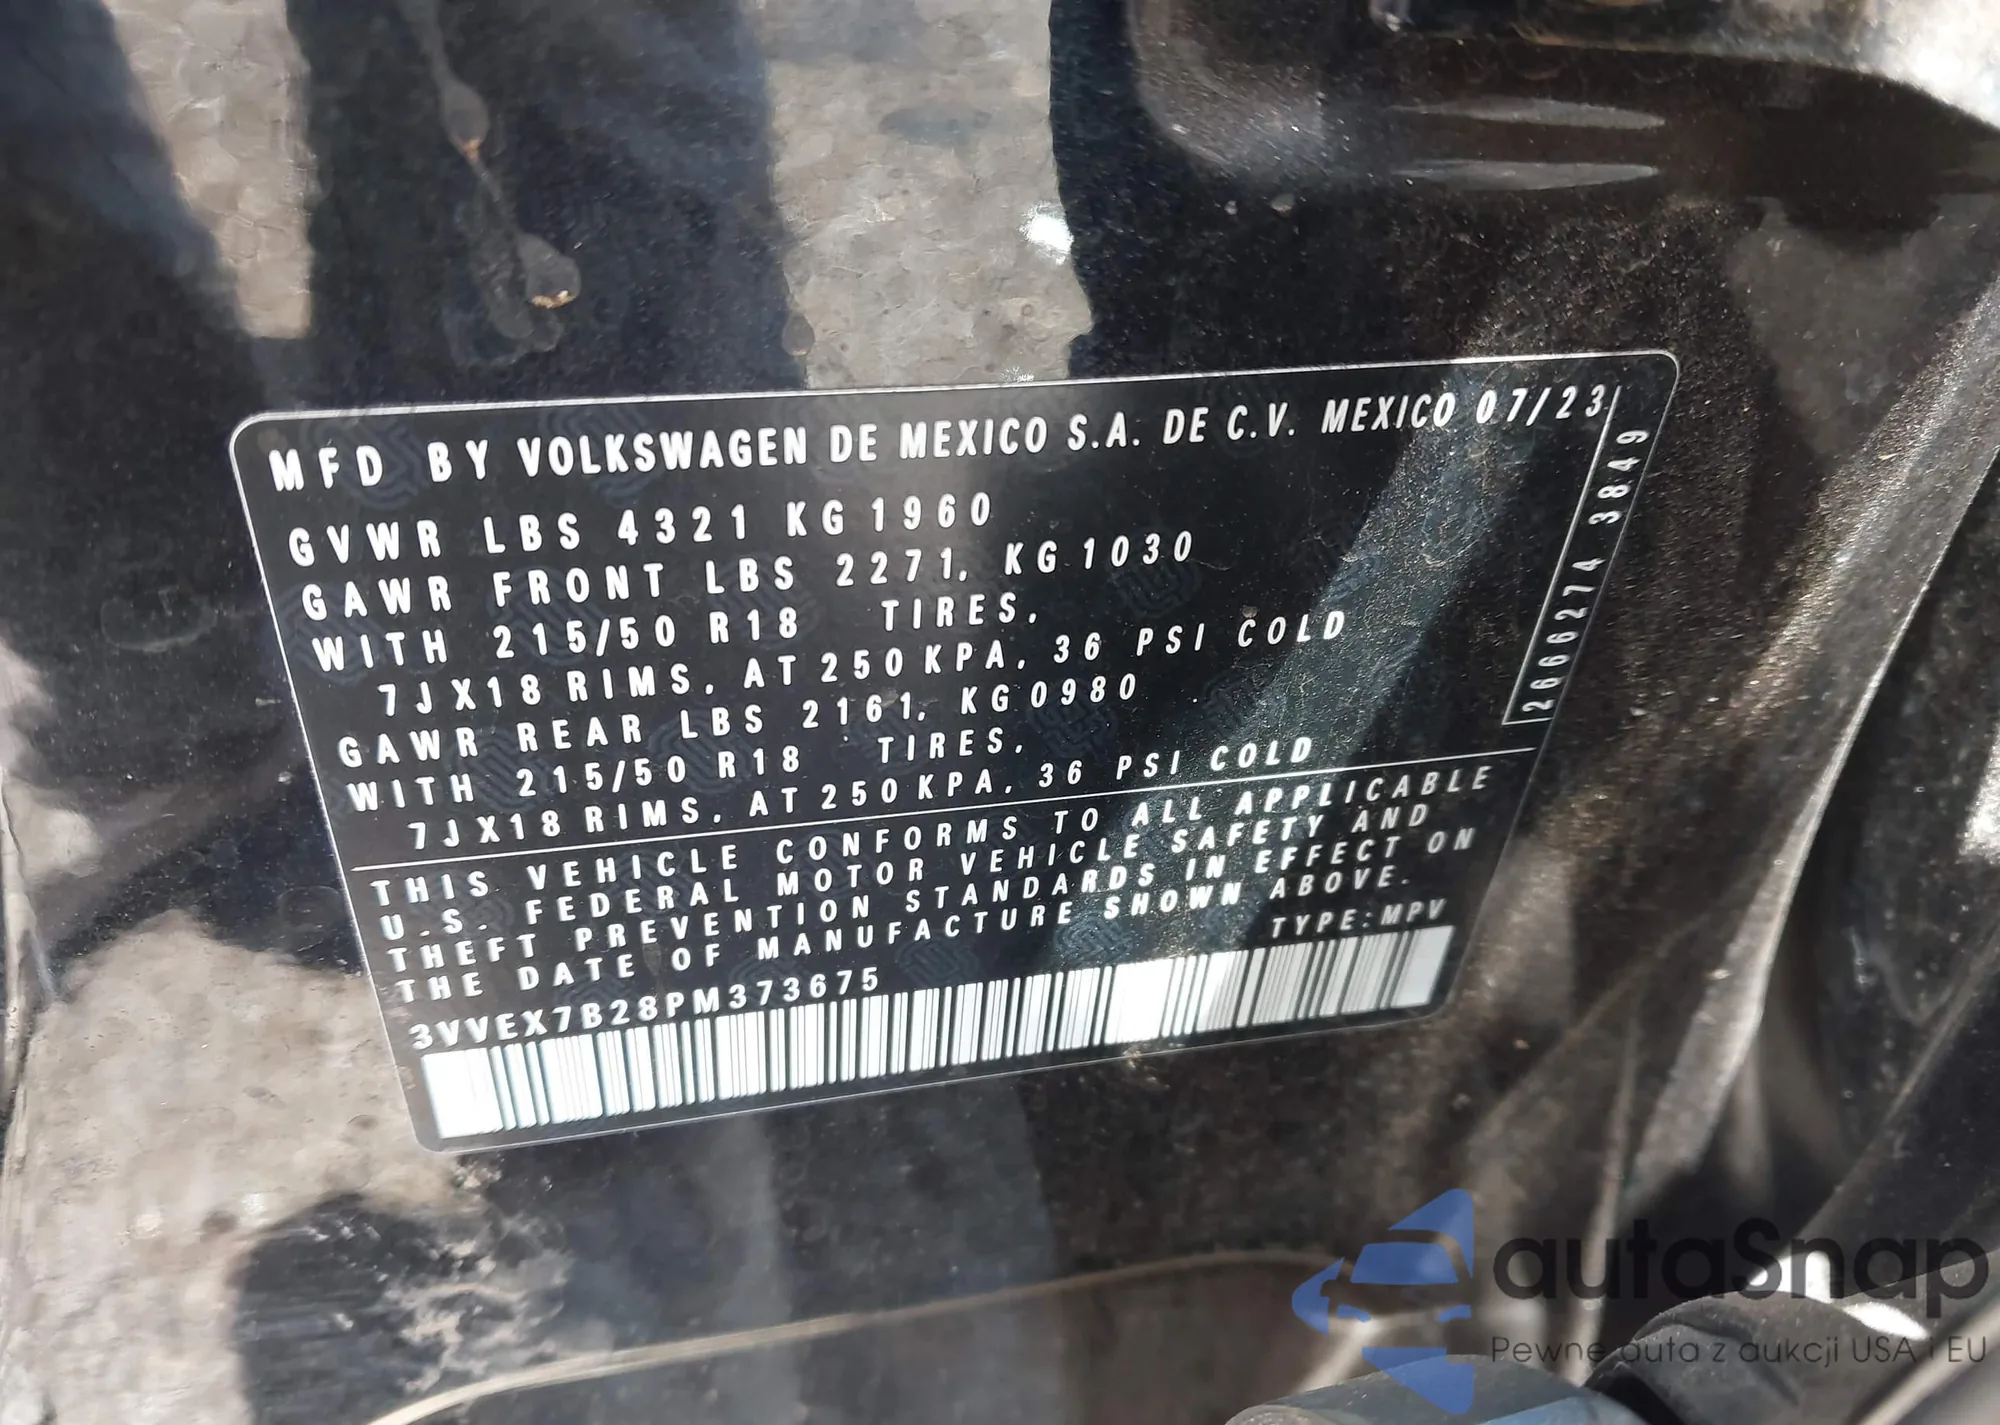 MFD BY VOLKSWAGEN DE MEXICO S.A. DE C.V. MEXICO 07/23
GVWR LBS 4321 KG 1960
GAWR FRONT LBS 2271, KG 1030
WITH 215/50 R18 TIRES,
7JX18 RIMS, AT 250 KPA, 36 PSI COLD
GAWR REAR LBS 2161, KG 0980
WITH 215/50 R18 TIRES,
7JX18 RIMS, AT 250 KPA, 36 PSI COLD
2666274 3849
THIS VEHICLE CONFORMS TO ALL APPLICABLE
U.S. FEDERAL MOTOR VEHICLE SAFETY AND
THEFT PREVENTION STANDARDS IN EFFECT ON
THE DATE OF MANUFACTURE SHOWN ABOVE.
TYPE:MPV
3VVEX7B28PM373675
autaSnap
Pewne auta z aukcji USA i EU